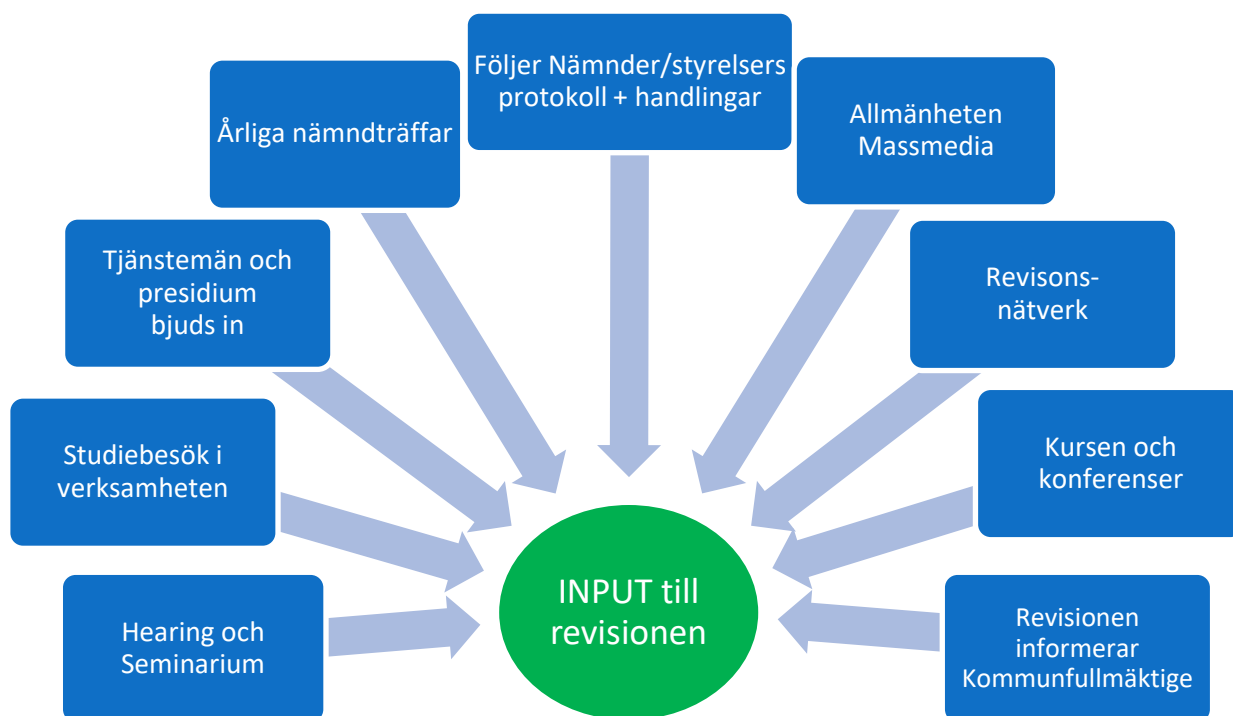 Följer Nämnder/styrelsers
protokoll + handlingar
Årliga nämndträffar
Allmänheten
Massmedia
Tjänstemän och
presidium
bjuds in
Revisons-
nätverk
Studiebesök i
verksamheten
Kursen och
konferenser
Hearing och
Seminarium
INPUT till
revisionen
Revisionen
informerar
Kommunfullmäktige